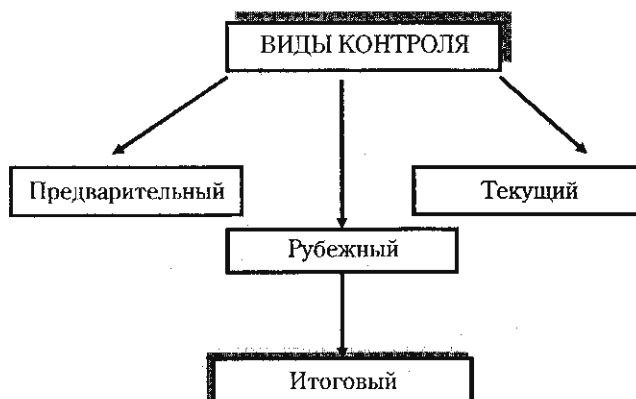 ВИДЫ КОНТРОЛЯ
Предварительный
Текущий
Рубежный
Итоговый